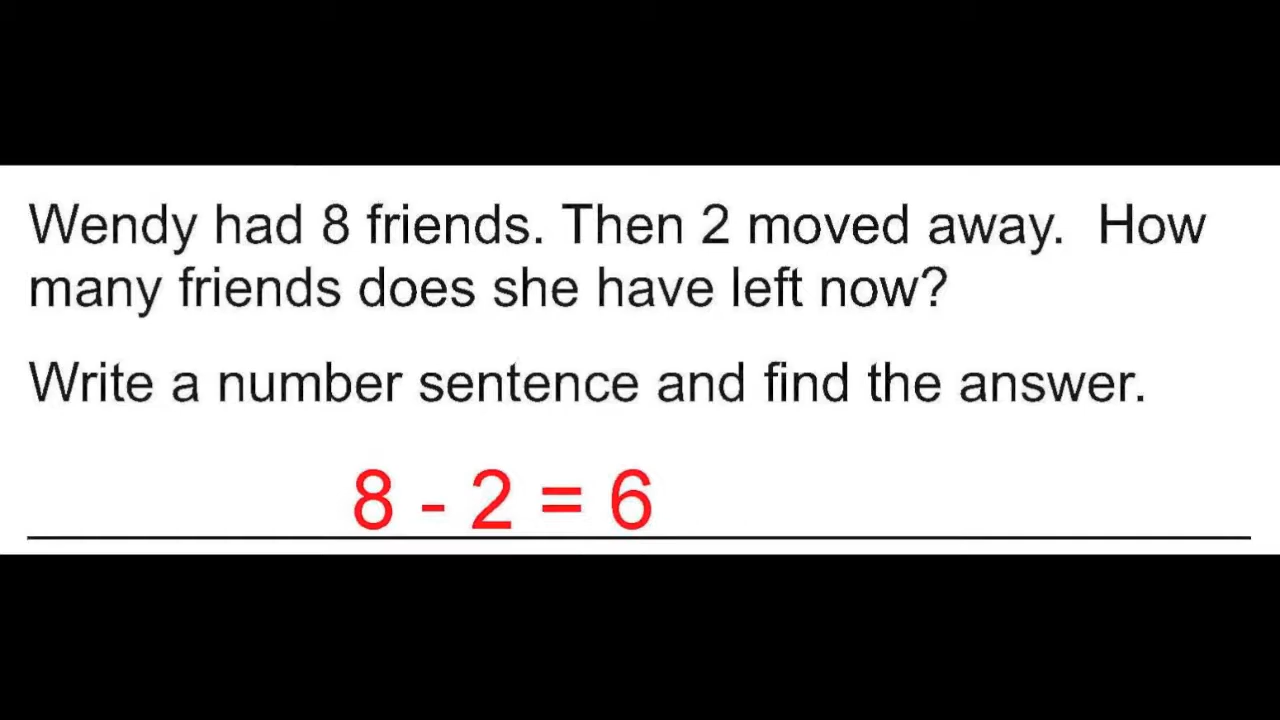 Wendy had 8 friends. Then 2 moved away.  How
many friends does she have left now?
Write a number sentence and find the answer.
8 - 2 = 6